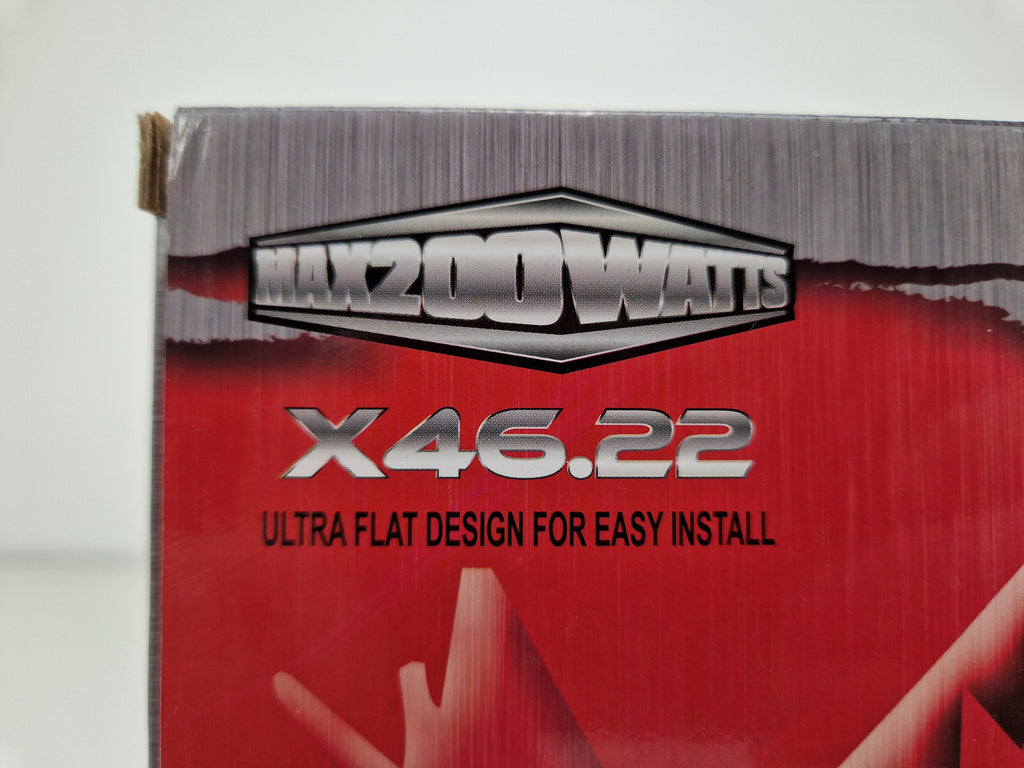 MAX200WATTS
X46.22
ULTRA FLAT DESIGN FOR EASY INSTALL